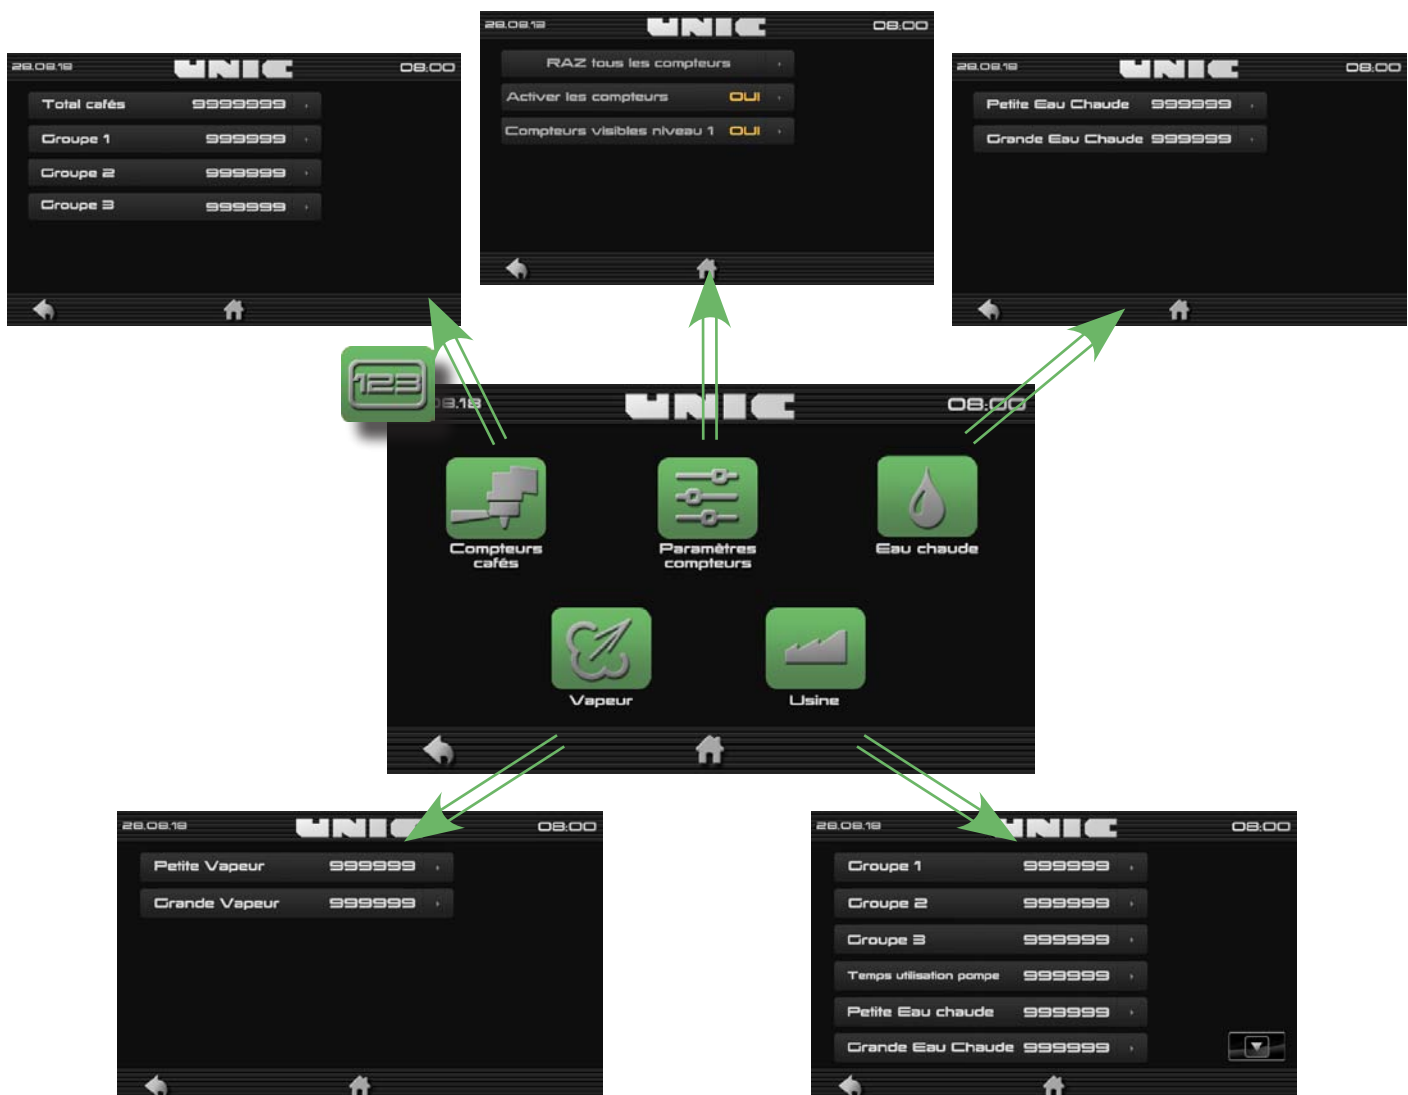 28.08.18 UNIC 08:00
Total cafés 9999999
Groupe 1 999999
Groupe 2 999999
Groupe 3 999999
28.08.18 UNIC 08:00
RAZ tous les compteurs
Activer les compteurs OUI
Compteurs visibles niveau 1 OUI
28.08.18 UNIC 08:00
Petite Eau Chaude 999999
Grande Eau Chaude 999999
123
8.18 UNIC 08:00
Compteurs
cafés
Paramètres
compteurs
Eau chaude
Vapeur
Usine
28.08.18 UNIC 08:00
Petite Vapeur 999999
Grande Vapeur 999999
28.08.18 UNIC 08:00
Groupe 1 999999
Groupe 2 999999
Groupe 3 999999
Temps utilisation pompe 999999
Petite Eau chaude 999999
Grande Eau Chaude 999999